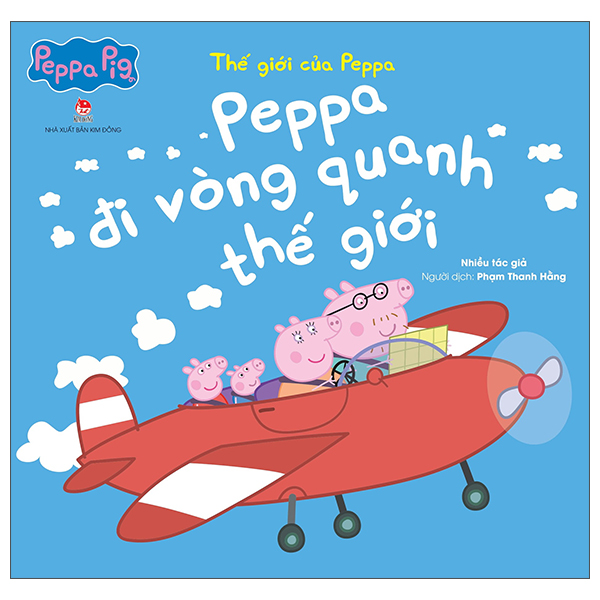 Peppa Pig
Thế giới của Peppa
NHÀ XUẤT BẢN KIM ĐỒNG
Peppa
đi vòng quanh
thế giới
Nhiều tác giả
Người dịch: Phạm Thanh Hằng